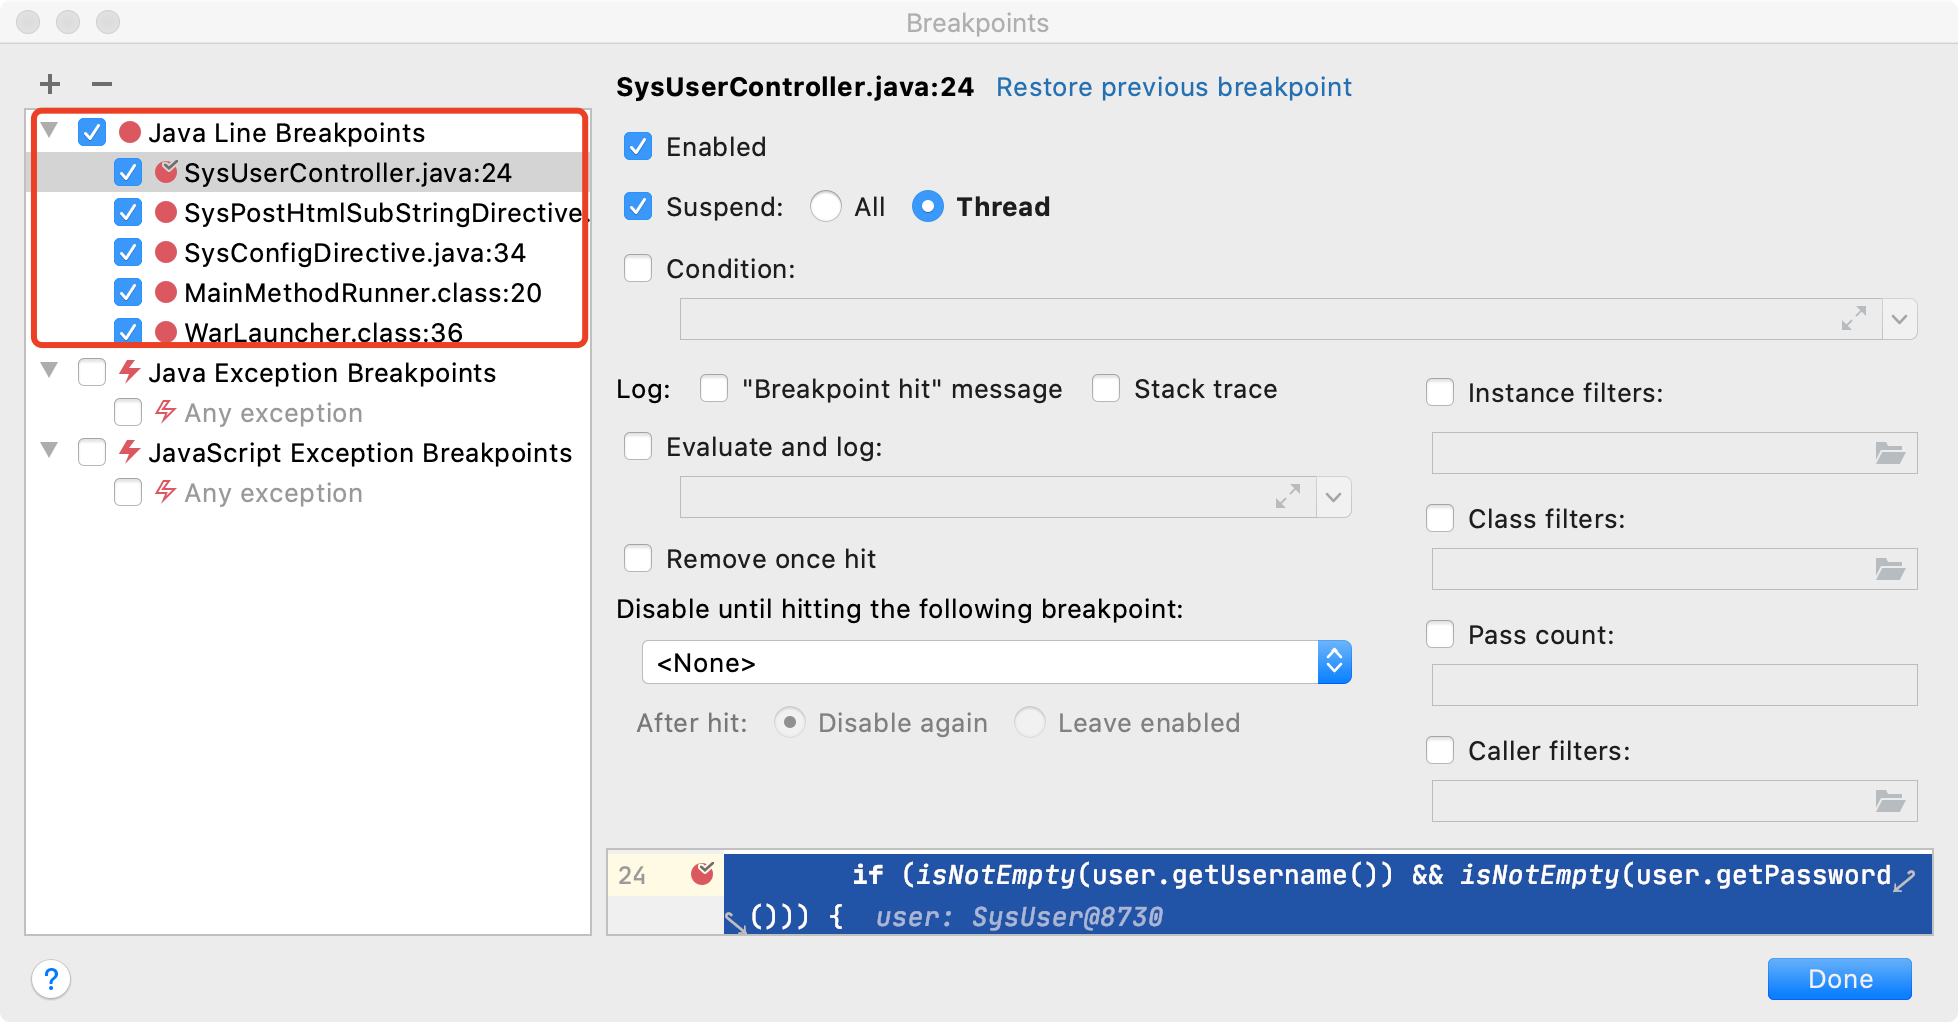 Breakpoints
Java Line Breakpoints
SysUserController.java:24
SysPostHtmlSubStringDirective.
SysConfigDirective.java:34
MainMethodRunner.class:20
WarLauncher.class:36
Java Exception Breakpoints
Any exception
JavaScript Exception Breakpoints
Any exception
SysUserController.java:24 Restore previous breakpoint
Enabled
Suspend: All Thread
Condition:
Log: "Breakpoint hit" message Stack trace
Evaluate and log:
Remove once hit
Disable until hitting the following breakpoint:
<None>
After hit: Disable again Leave enabled
Instance filters:
Class filters:
Pass count:
Caller filters:
24 if (isNotEmpty(user.getUsername()) && isNotEmpty(user.getPassword
())) { user: SysUser@8730
?
Done